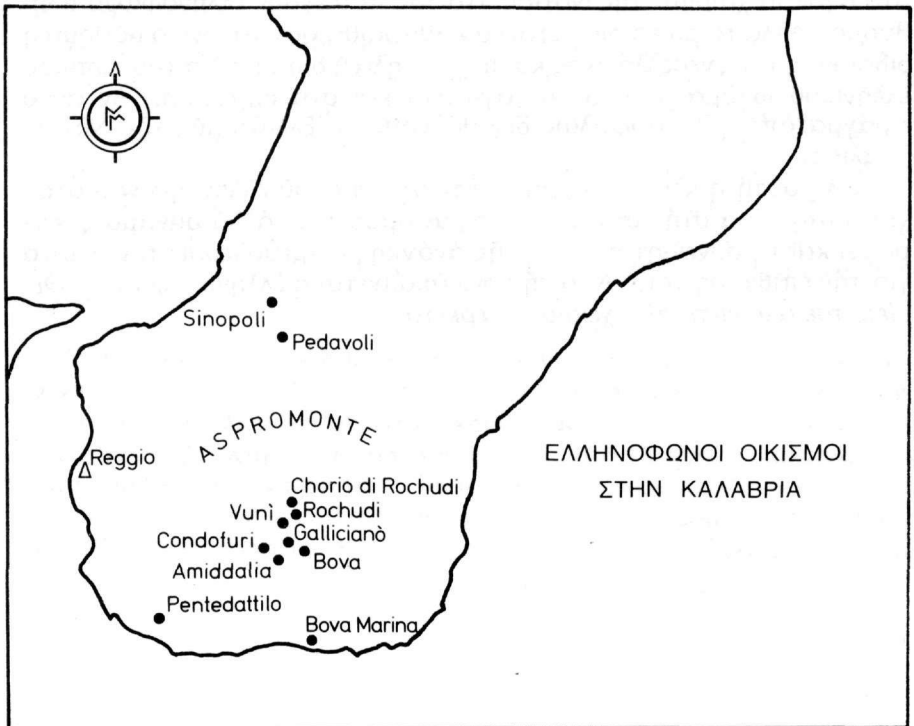 Sinopoli
Pedavoli
ASPROMONTE
Reggio
ΕΛΛΗΝΟΦΩΝΟΙ ΟΙΚΙΣΜΟΙ
ΣΤΗΝ ΚΑΛΑΒΡΙΑ
Chorio di Rochudi
Rochudi
Vunì
Gallicianò
Condofuri
Bova
Amiddalia
Pentedattilo
Bova Marina